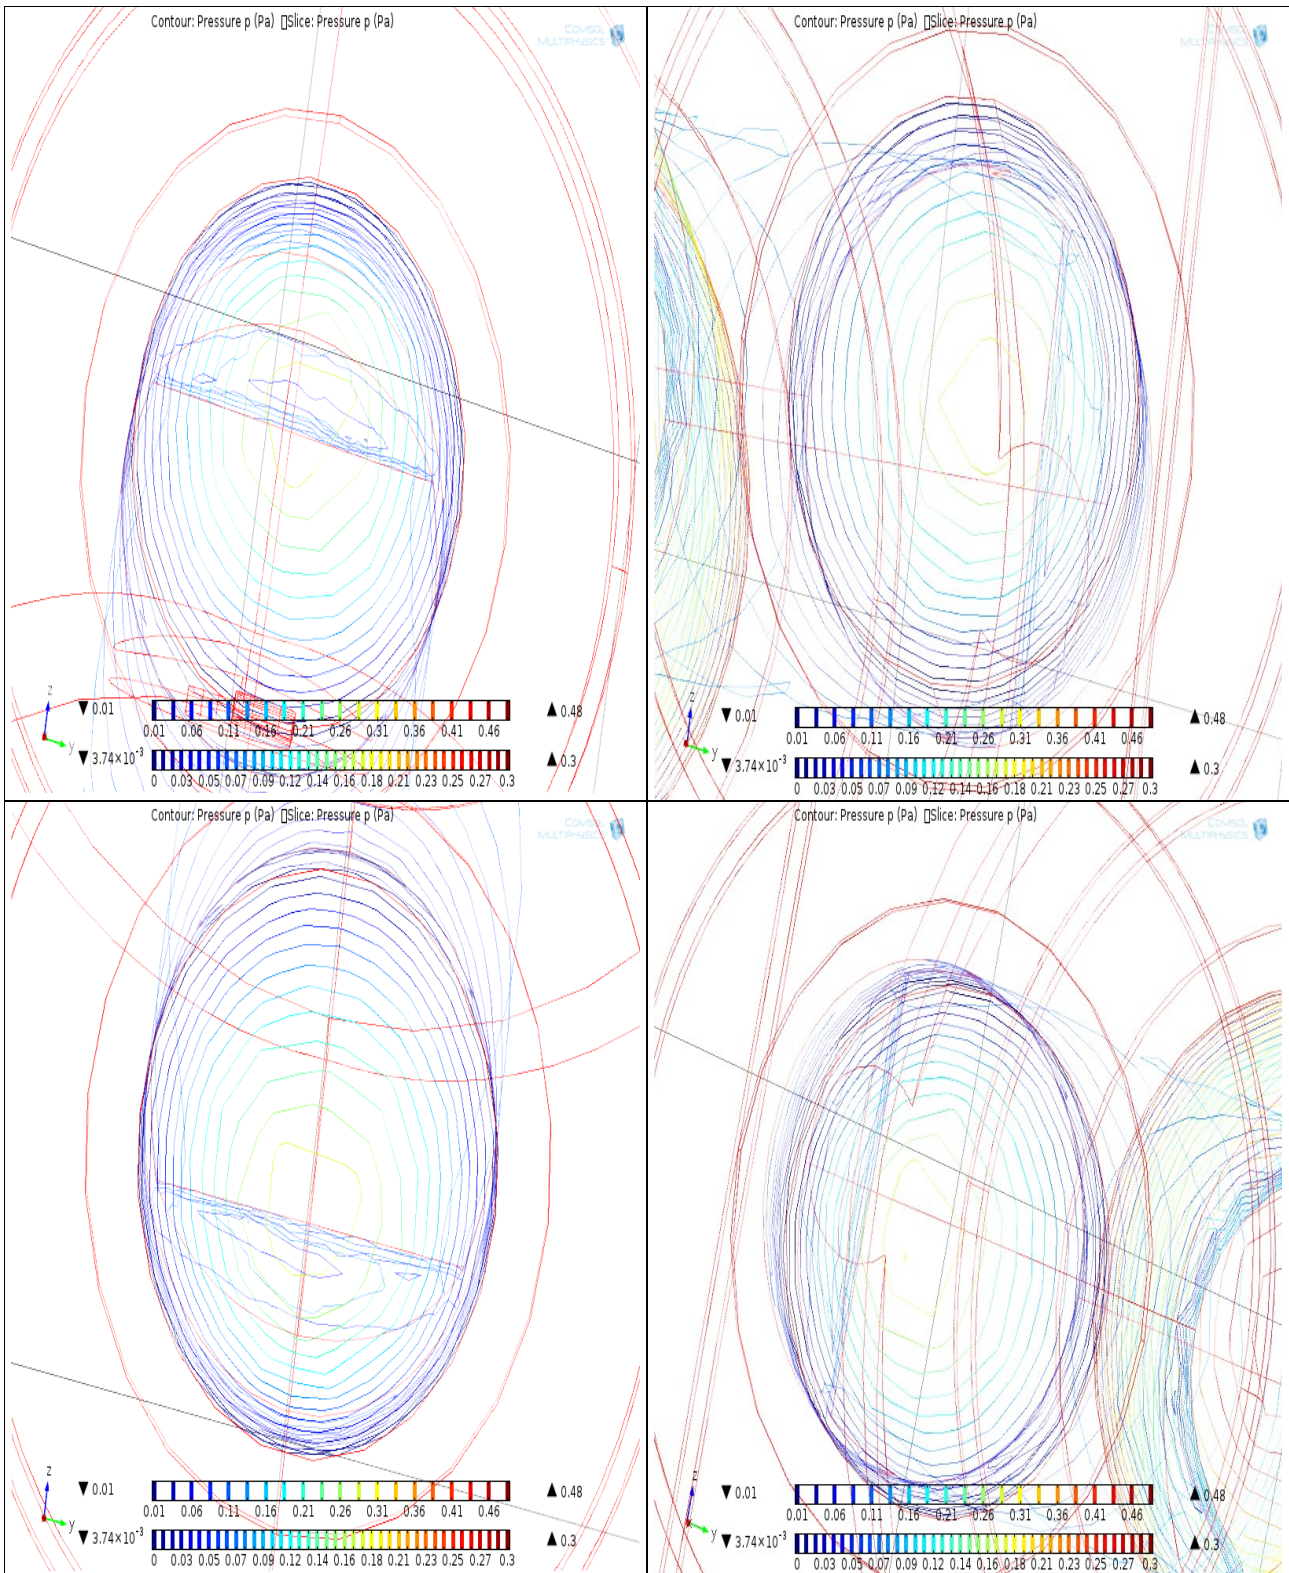 Contour: Pressure p (Pa) ▯Slice: Pressure p (Pa)
COMSOL
MULTIPHYSICS
z
y
▼ 0.01
0.01 0.06 0.11 0.16 0.21 0.26 0.31 0.36 0.41 0.46
▲ 0.48
▼ 3.74×10⁻³
0 0.03 0.05 0.07 0.09 0.12 0.14 0.16 0.18 0.21 0.23 0.25 0.27 0.3
▲ 0.3
Contour: Pressure p (Pa) ▯Slice: Pressure p (Pa)
COMSOL
MULTIPHYSICS
z
y
▼ 0.01
0.01 0.06 0.11 0.16 0.21 0.26 0.31 0.36 0.41 0.46
▲ 0.48
▼ 3.74×10⁻³
0 0.03 0.05 0.07 0.09 0.12 0.14 0.16 0.18 0.21 0.23 0.25 0.27 0.3
▲ 0.3
Contour: Pressure p (Pa) ▯Slice: Pressure p (Pa)
COMSOL
MULTIPHYSICS
z
y
▼ 0.01
0.01 0.06 0.11 0.16 0.21 0.26 0.31 0.36 0.41 0.46
▲ 0.48
▼ 3.74×10⁻³
0 0.03 0.05 0.07 0.09 0.12 0.14 0.16 0.18 0.21 0.23 0.25 0.27 0.3
▲ 0.3
Contour: Pressure p (Pa) ▯Slice: Pressure p (Pa)
COMSOL
MULTIPHYSICS
z
y
▼ 0.01
0.01 0.06 0.11 0.16 0.21 0.26 0.31 0.36 0.41 0.46
▲ 0.48
▼ 3.74×10⁻³
0 0.03 0.05 0.07 0.09 0.12 0.14 0.16 0.18 0.21 0.23 0.25 0.27 0.3
▲ 0.3